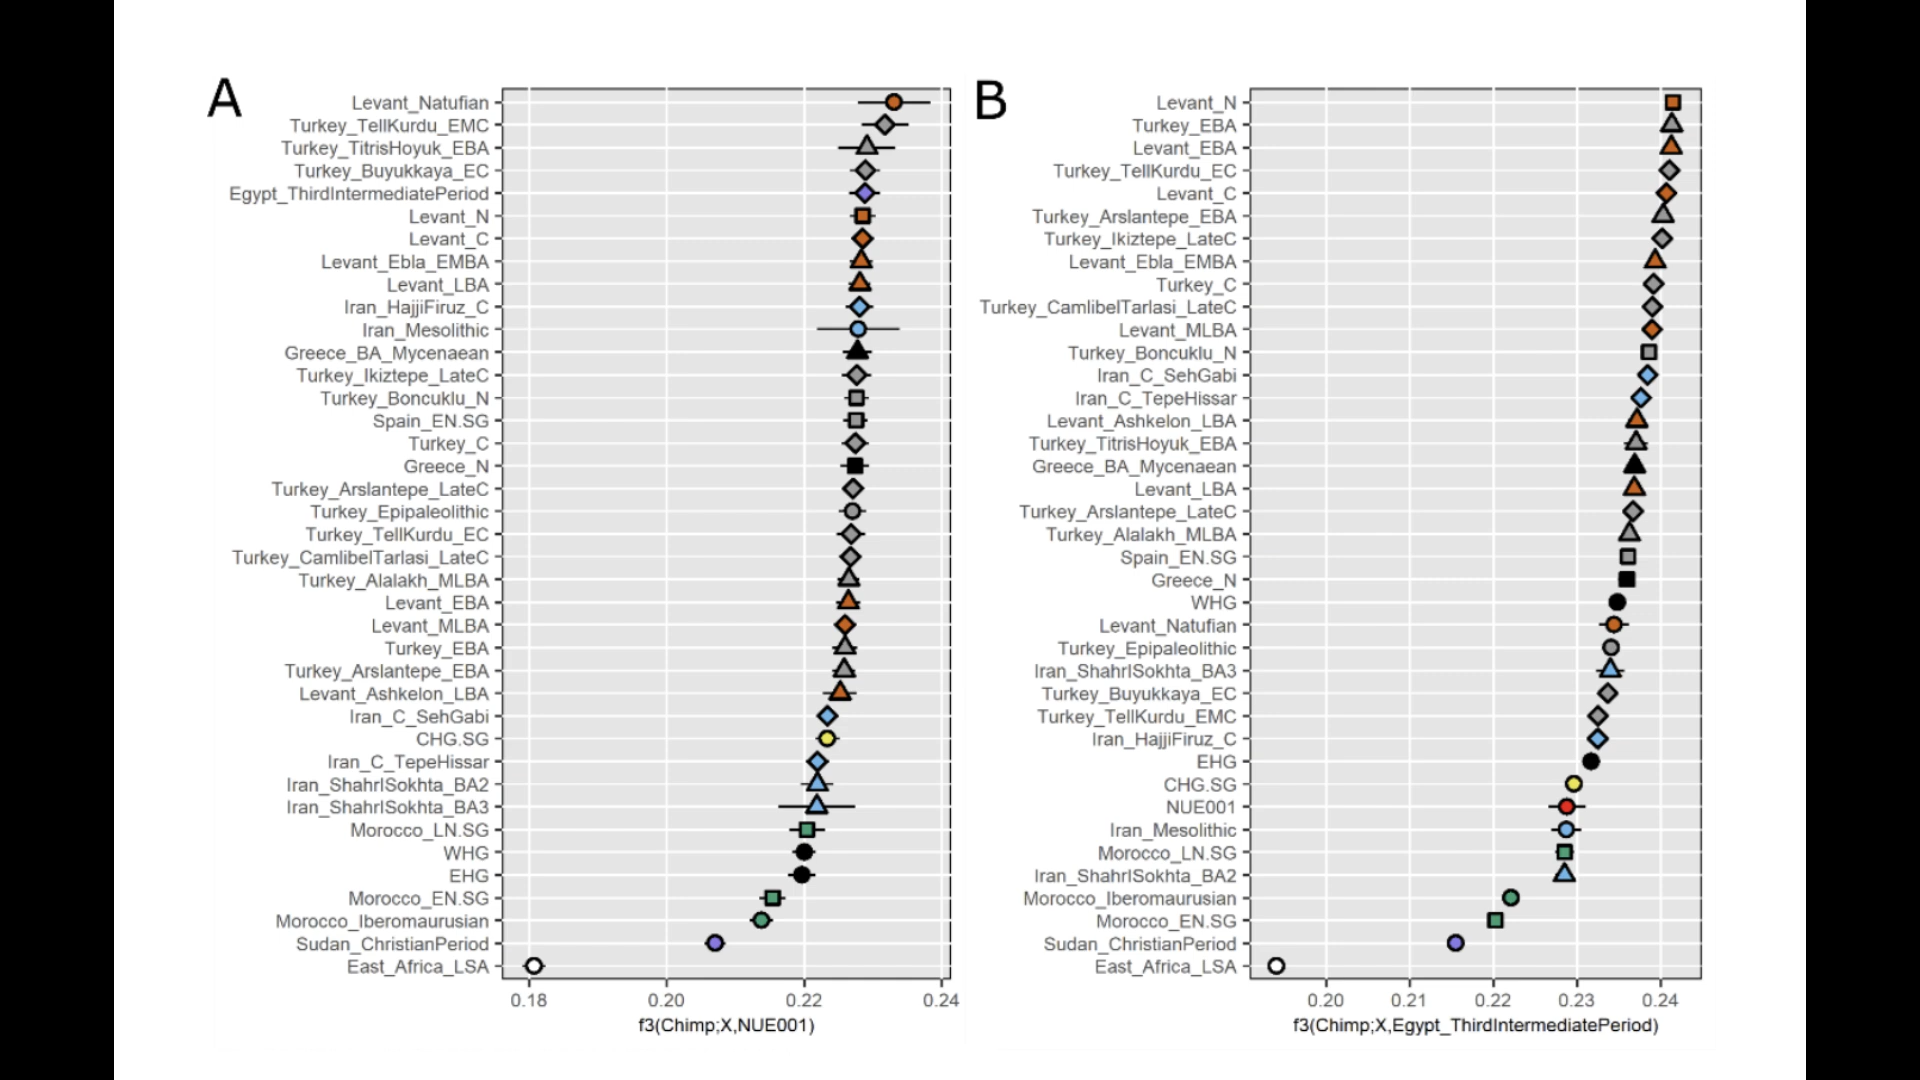 A
Levant_Natufian
Turkey_TellKurdu_EMC
Turkey_TitrisHoyuk_EBA
Turkey_Buyukkaya_EC
Egypt_ThirdIntermediatePeriod
Levant_N
Levant_C
Levant_Ebla_EMBA
Levant_LBA
Iran_HajjiFiruz_C
Iran_Mesolithic
Greece_BA_Mycenaean
Turkey_Ikiztepe_LateC
Turkey_Boncuklu_N
Spain_EN.SG
Turkey_C
Greece_N
Turkey_Arslantepe_LateC
Turkey_Epipaleolithic
Turkey_TellKurdu_EC
Turkey_CamlibelTarlasi_LateC
Turkey_Alalakh_MLBA
Levant_EBA
Levant_MLBA
Turkey_EBA
Turkey_Arslantepe_EBA
Levant_Ashkelon_LBA
Iran_C_SehGabi
CHG.SG
Iran_C_TepeHissar
Iran_ShahrISokhta_BA2
Iran_ShahrISokhta_BA3
Morocco_LN.SG
WHG
EHG
Morocco_EN.SG
Morocco_Iberomaurusian
Sudan_ChristianPeriod
East_Africa_LSA
0.18 0.20 0.22 0.24
f3(Chimp;X,NUE001)
B
Levant_N
Turkey_EBA
Levant_EBA
Turkey_TellKurdu_EC
Levant_C
Turkey_Arslantepe_EBA
Turkey_Ikiztepe_LateC
Levant_Ebla_EMBA
Turkey_C
Turkey_CamlibelTarlasi_LateC
Levant_MLBA
Turkey_Boncuklu_N
Iran_C_SehGabi
Iran_C_TepeHissar
Levant_Ashkelon_LBA
Turkey_TitrisHoyuk_EBA
Greece_BA_Mycenaean
Levant_LBA
Turkey_Arslantepe_LateC
Turkey_Alalakh_MLBA
Spain_EN.SG
Greece_N
WHG
Levant_Natufian
Turkey_Epipaleolithic
Iran_ShahrISokhta_BA3
Turkey_Buyukkaya_EC
Turkey_TellKurdu_EMC
Iran_HajjiFiruz_C
EHG
CHG.SG
NUE001
Iran_Mesolithic
Morocco_LN.SG
Iran_ShahrISokhta_BA2
Morocco_Iberomaurusian
Morocco_EN.SG
Sudan_ChristianPeriod
East_Africa_LSA
0.20 0.21 0.22 0.23 0.24
f3(Chimp;X,Egypt_ThirdIntermediatePeriod)